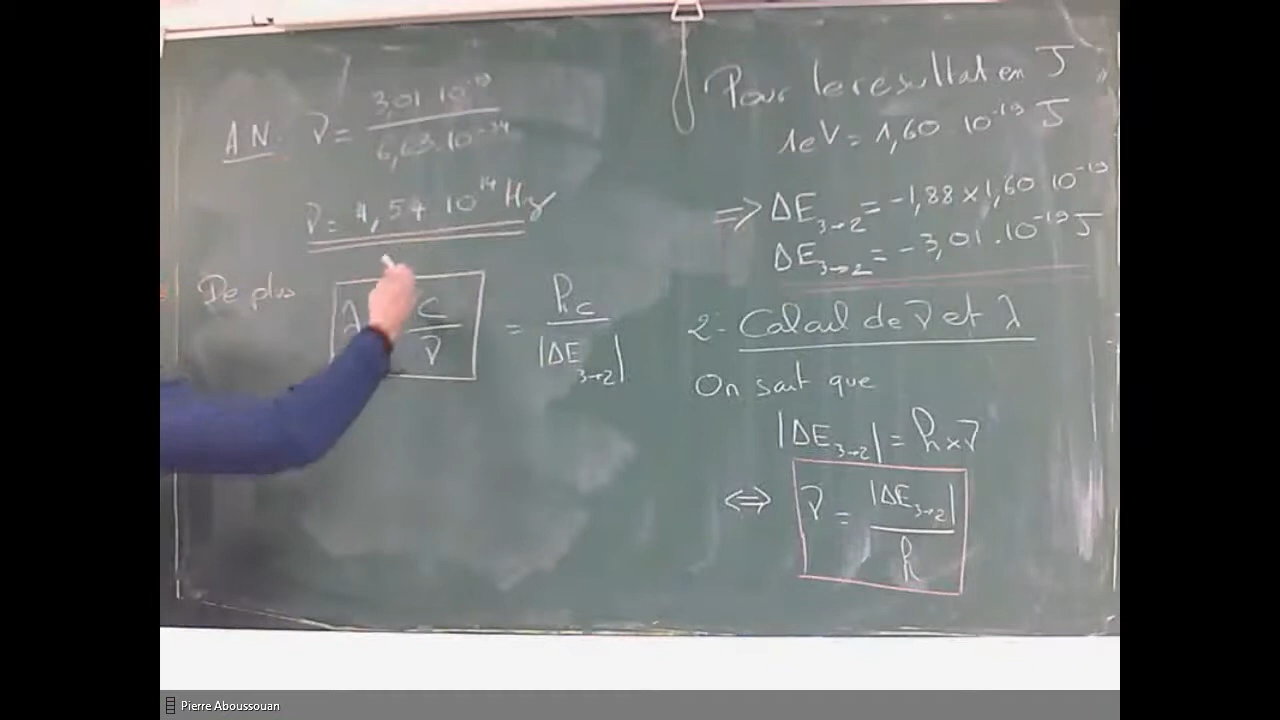 A.N. ν = 3,01 10⁻¹⁹ / 6,63.10⁻³⁴
ν = 4,54 10¹⁴ Hz
De plus λ = c/ν = hc / |ΔE₃→₂|
Pour le resultat en J
1eV = 1,60 . 10⁻¹⁹ J
=> ΔE₃→₂ = -1,88 x 1,60 10⁻¹⁹
ΔE₃→₂ = -3,01 . 10⁻¹⁹ J
2- Calcul de ν et λ
On sait que
|ΔE₃→₂| = h x ν
⇔ ν = |ΔE₃→₂| / h
Pierre Aboussouan